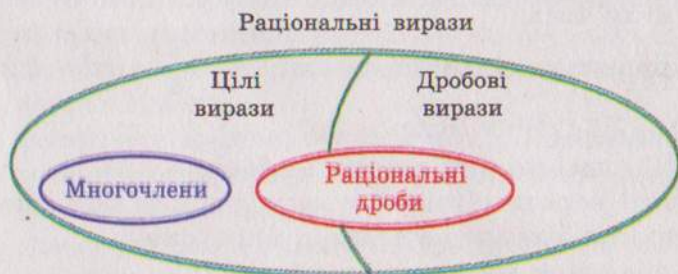 Раціональні вирази
Цілі
вирази
Дробові
вирази
Многочлени
Раціональні
дроби